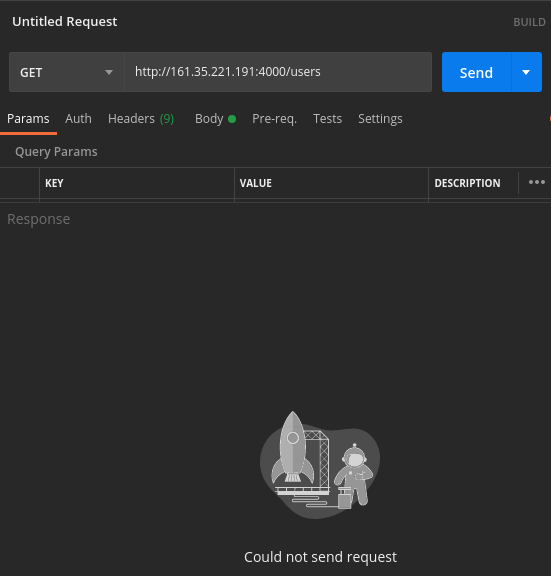 Untitled Request
BUILD
GET
http://161.35.221.191:4000/users
Send
Params Auth Headers (9) Body Pre-req. Tests Settings
Query Params
KEY VALUE DESCRIPTION
Response
Could not send request